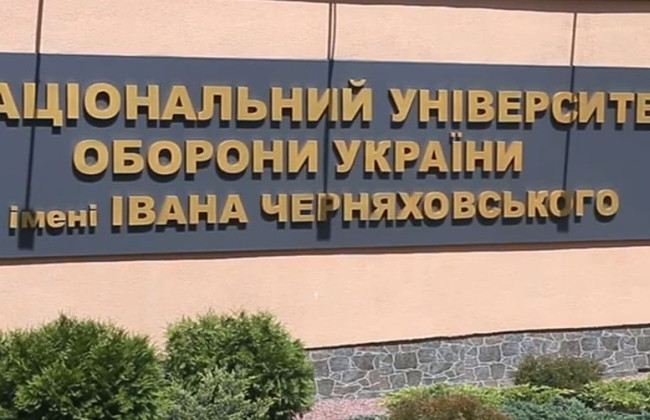 АЦІОНАЛЬНИЙ УНІВЕРСИТЕ
ОБОРОНИ УКРАЇНИ
імені ІВАНА ЧЕРНЯХОВСЬКОГО